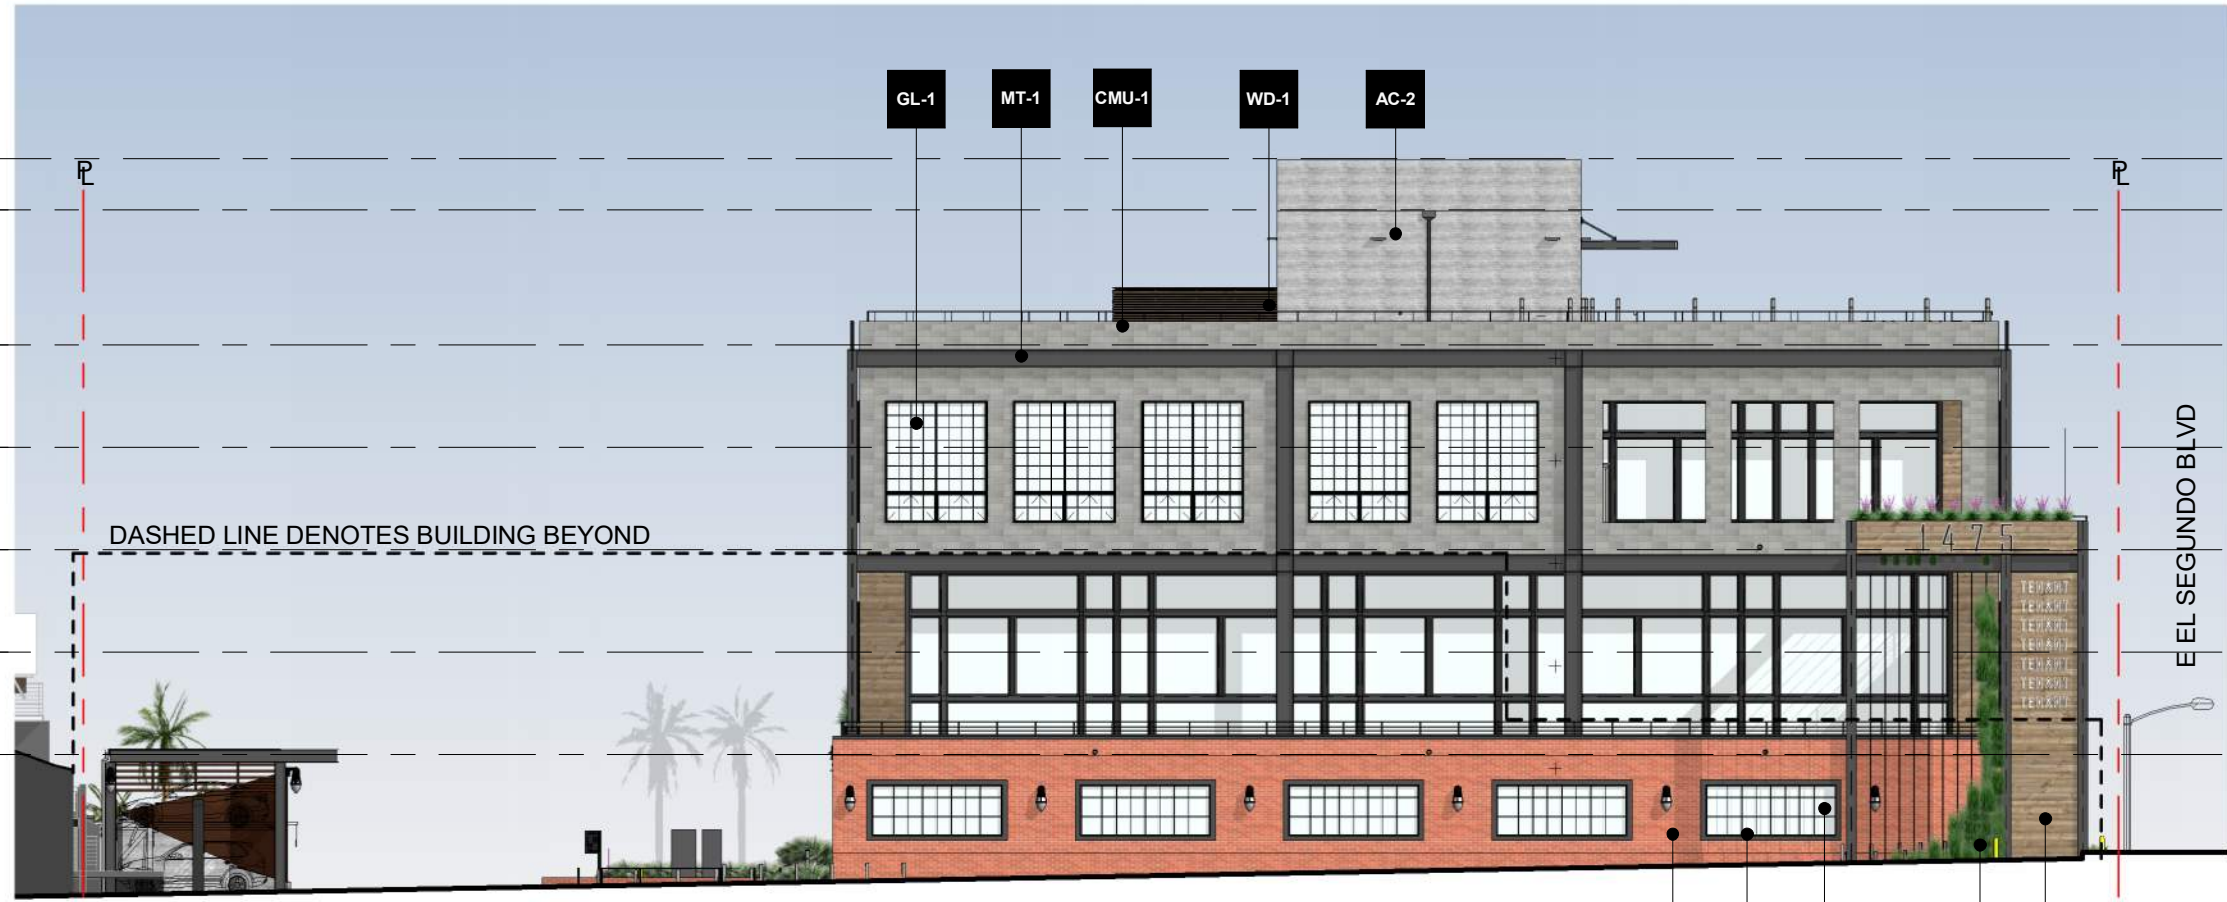 GL-1
MT-1
CMU-1
WD-1
AC-2
PL
PL
DASHED LINE DENOTES BUILDING BEYOND
1475
TENANT
TENANT
TENANT
TENANT
TENANT
TENANT
TENANT
E EL SEGUNDO BLVD